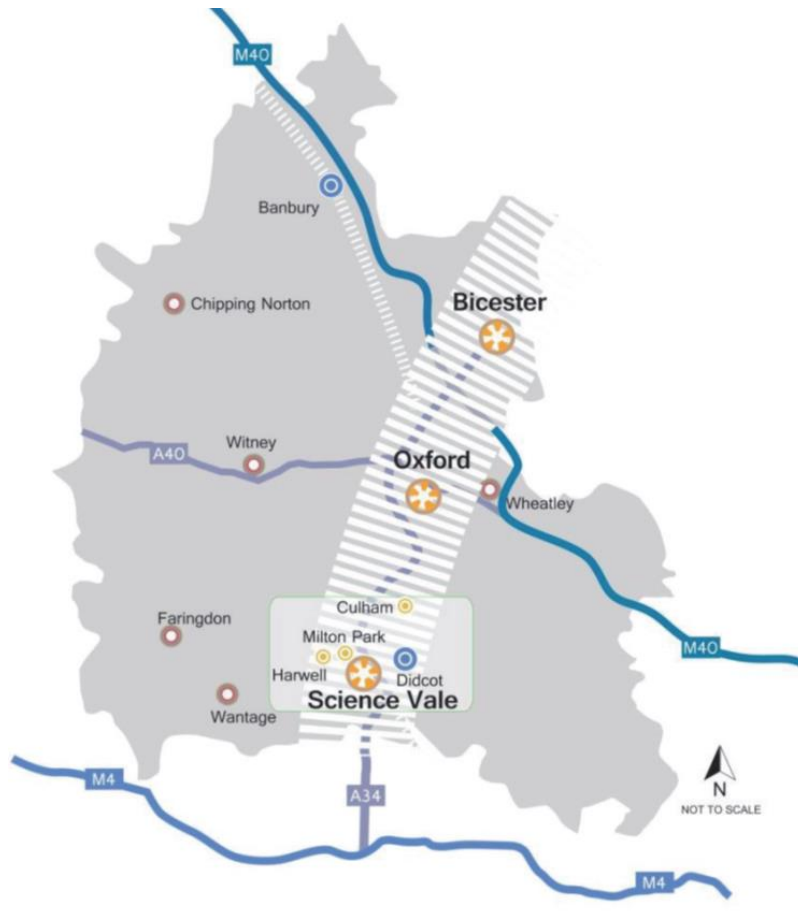 M40
Banbury
Bicester
Chipping Norton
Witney
A40
Oxford
Wheatley
Culham
Faringdon
Milton Park
M40
Harwell
Didcot
Science Vale
Wantage
M4
A34
N
NOT TO SCALE
M4